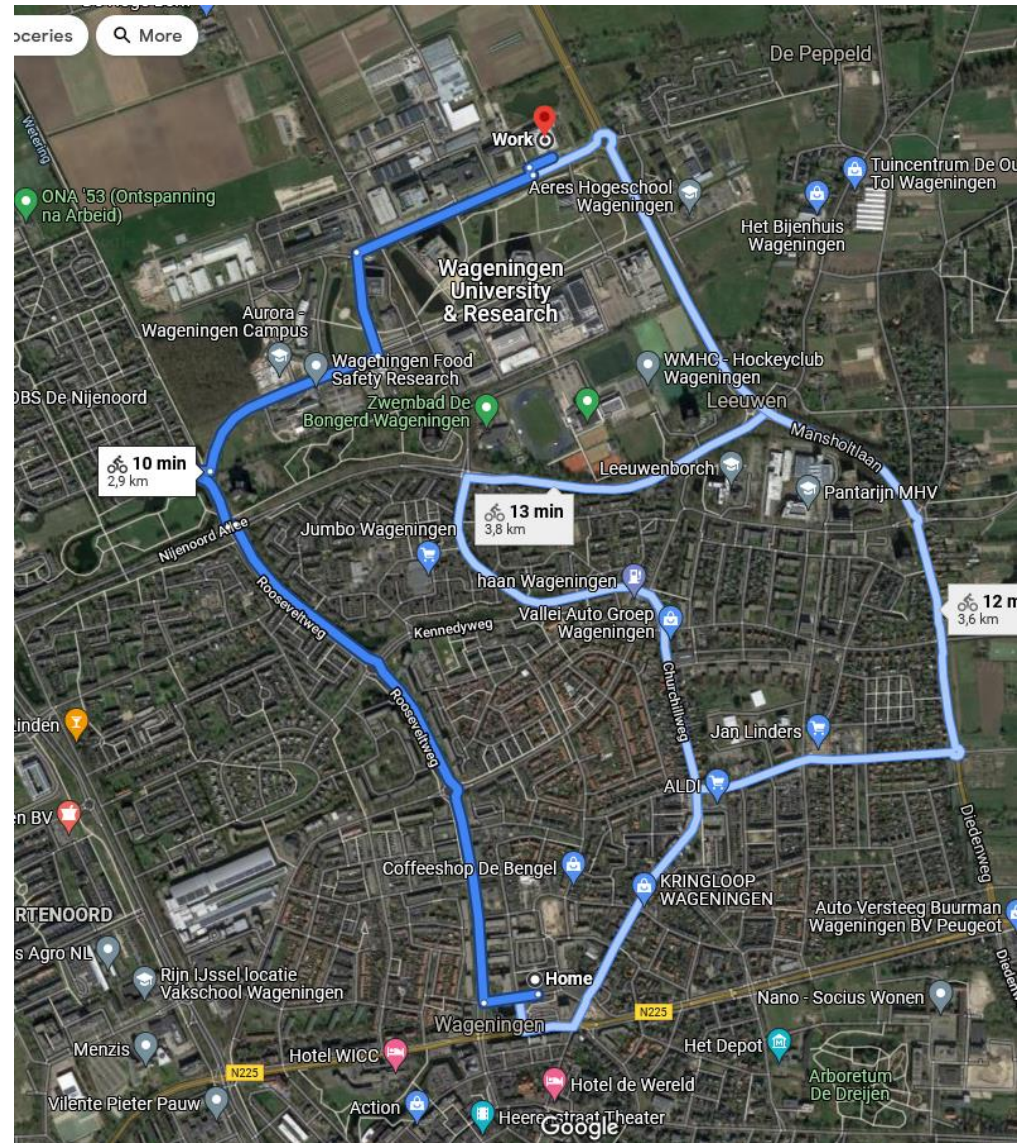 oceries
More
De Peppeld
Wetering
Work
Tuincentrum De Ou
Tol Wageningen
Aeres Hogeschool
Wageningen
ONA '53 (Ontspanning
na Arbeid)
Het Bijenhuis
Wageningen
Wageningen
University
& Research
Aurora -
Wageningen Campus
Wageningen Food
Safety Research
WMHC - Hockeyclub
Wageningen
OBS De Nijenoord
Zwembad De
Bongerd Wageningen
Leeuwen
Mansholtlaan
10 min
2,9 km
Leeuwenborch
Pantarijn MHV
13 min
3,8 km
Nijenoord Allee
Jumbo Wageningen
haan Wageningen
Rooseveltweg
12 m
3,6 km
Vallei Auto Groep
Wageningen
Kennedyweg
Churchillweg
Rooseveltweg
Linden
Jan Linders
ALDI
en BV
Diedenweg
Coffeeshop De Bengel
KRINGLOOP
WAGENINGEN
RTENOORD
Auto Versteeg Buurman
Wageningen BV Peugeot
s Agro NL
Rijn IJssel locatie
Vakschool Wageningen
Home
Nano - Socius Wonen
Wageningen
N225
Menzis
Hotel WICC
Het Depot
N225
Arboretum
De Dreijen
Vilente Pieter Pauw
Action
Hotel de Wereld
Heerenstraat Theater
Google